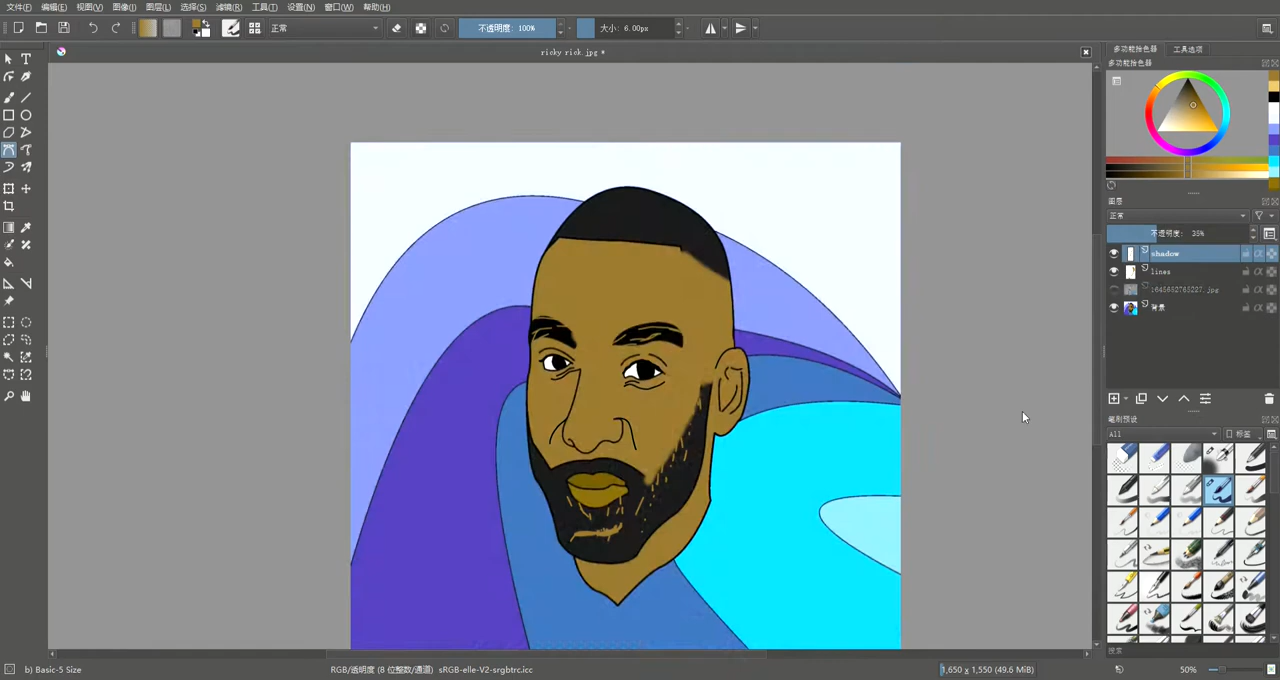 文件(F) 编辑(E) 视图(V) 图像(I) 图层(L) 选择(S) 滤镜(R) 工具(T) 设置(N) 窗口(W) 帮助(H)
正常 不透明度: 100% 大小: 6.00px
ricky rick.jpg *
多功能拾色器 工具选项
多功能拾色器
图层
正常
不透明度: 35%
shadow
lines
背景
笔刷预设
All 标签
搜索
b) Basic-5 Size
RGB/透明度 (8 位整数/通道) sRGB-elle-V2-srgbtrc.icc
1,650 x 1,550 (49.6 MiB)
50%